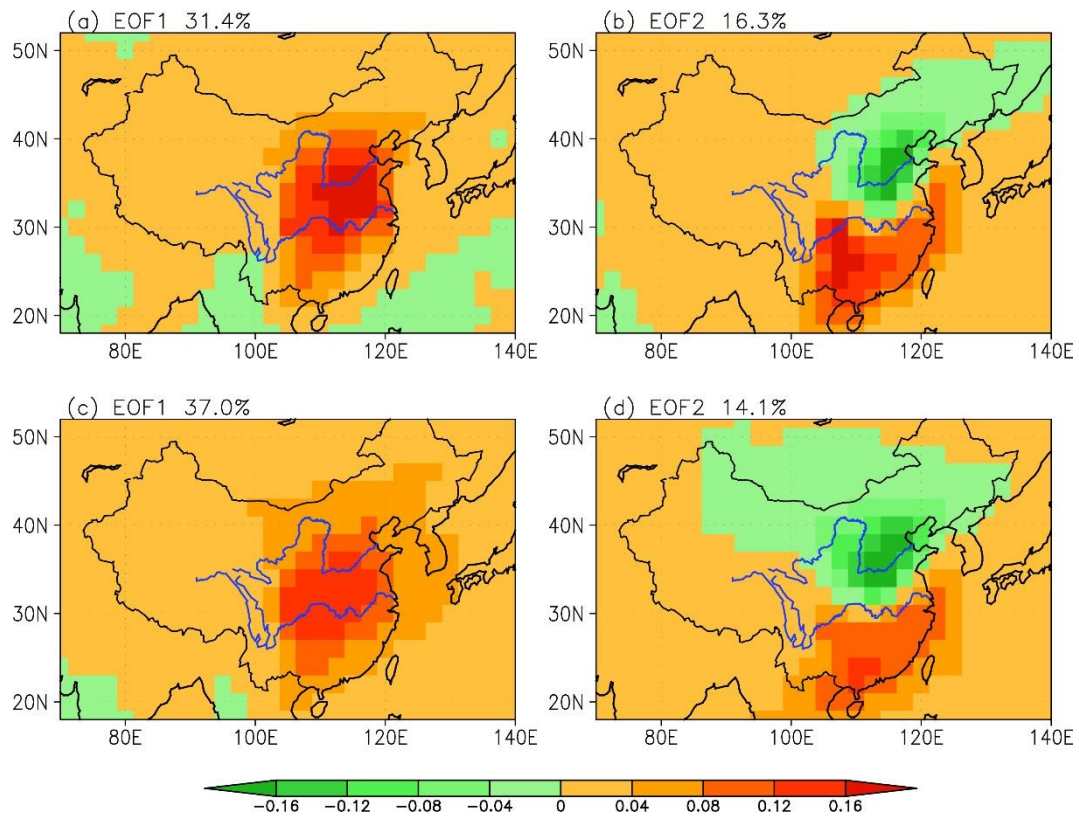 (a) EOF1 31.4%
(b) EOF2 16.3%
50N
40N
30N
20N
80E 100E 120E 140E
50N
40N
30N
20N
80E 100E 120E 140E
(c) EOF1 37.0%
(d) EOF2 14.1%
50N
40N
30N
20N
80E 100E 120E 140E
50N
40N
30N
20N
80E 100E 120E 140E
-0.16 -0.12 -0.08 -0.04 0 0.04 0.08 0.12 0.16